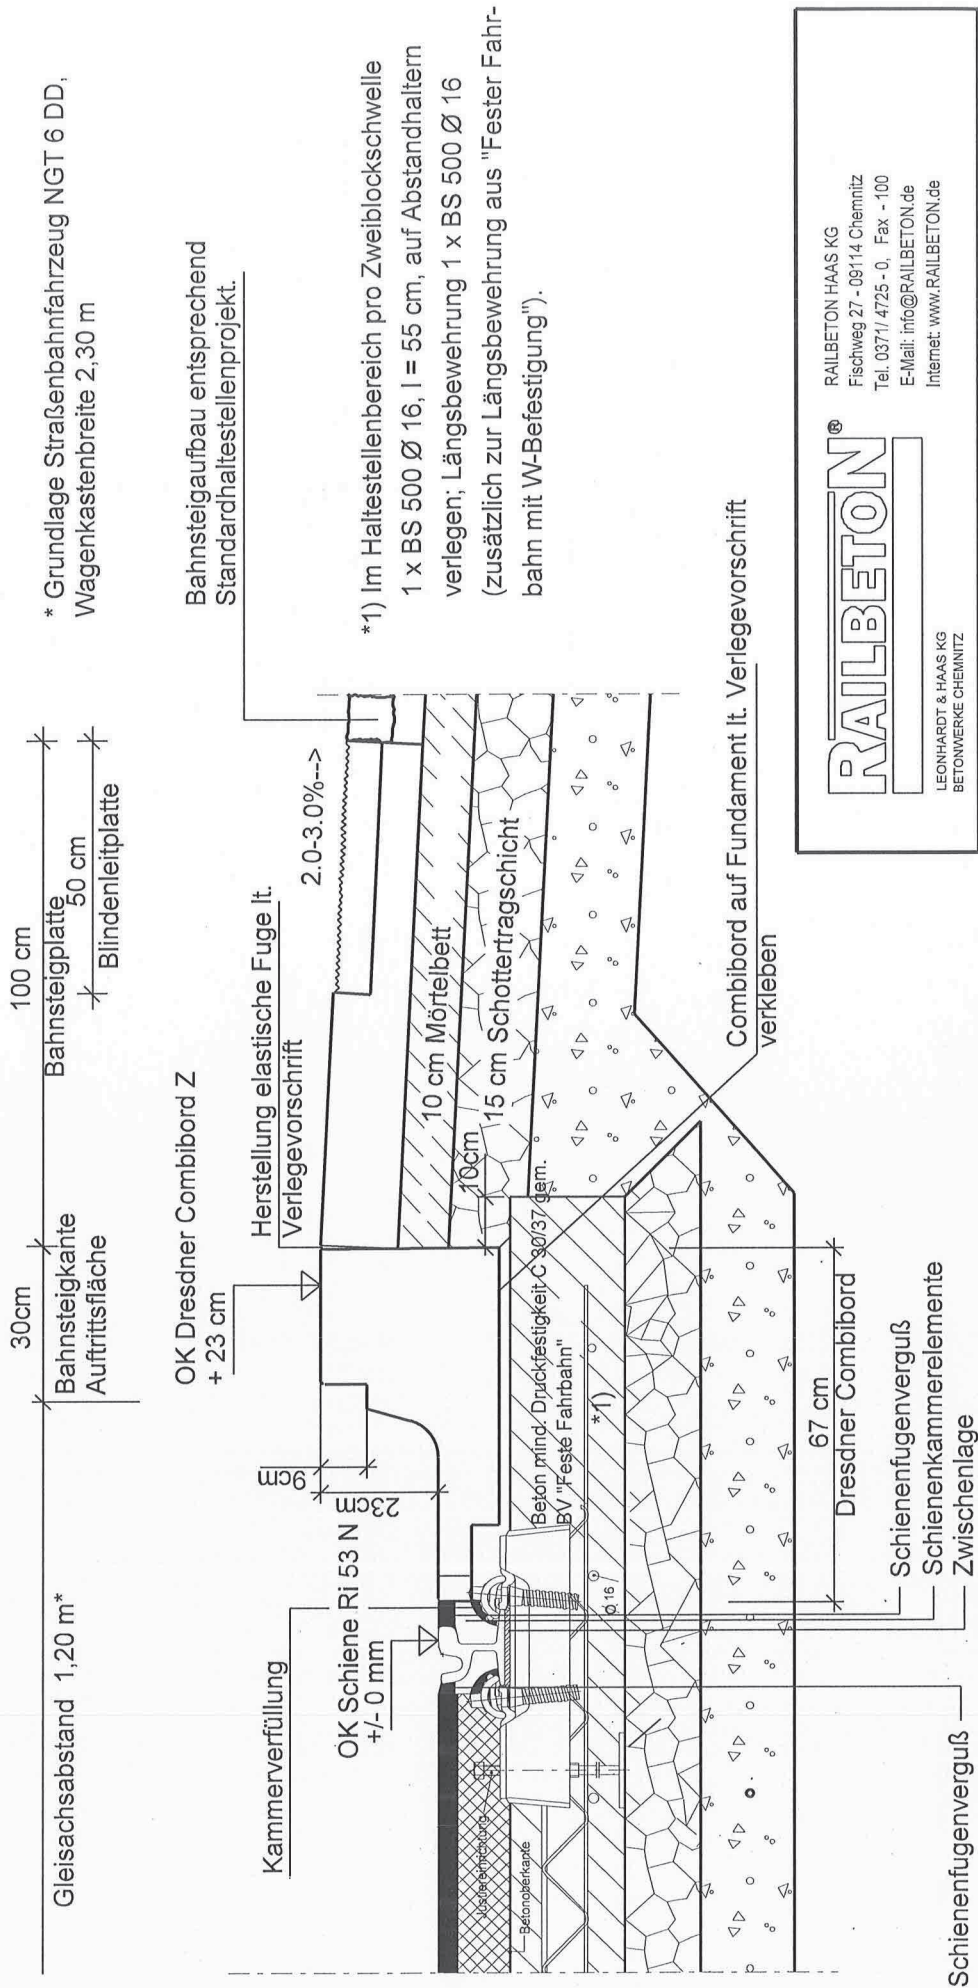 Gleisachsabstand 1,20 m*
30cm
Bahnsteigkante
Auftrittsfläche
100 cm
Bahnsteigplatte
50 cm
Blindenleitplatte
* Grundlage Straßenbahnfahrzeug NGT 6 DD,
Wagenkastenbreite 2,30 m
OK Dresdner Combibord Z
+ 23 cm
Bahnsteigaufbau entsprechend
Standardhaltestellenprojekt.
Kammerverfüllung
OK Schiene Ri 53 N
+/- 0 mm
9cm
23cm
Herstellung elastische Fuge lt.
Verlegevorschrift
2.0-3.0%-->
*1) Im Haltestellenbereich pro Zweiblockschwelle
1 x BS 500 Ø 16, l = 55 cm, auf Abstandhaltern
verlegen; Längsbewehrung 1 x BS 500 Ø 16
(zusätzlich zur Längsbewehrung aus "Fester Fahr-
bahn mit W-Befestigung").
10 cm Mörtelbett
10cm
15 cm Schottertragschicht
Justiereinrichtung
Betonoberkante
Beton mind. Druckfestigkeit C 30/37 gem.
BV "Feste Fahrbahn"
*1)
Ø 16
Combibord auf Fundament lt. Verlegevorschrift
verkleben
67 cm
Dresdner Combibord
Schienenfugenverguß
Schienenkammerelemente
Zwischenlage
Schienenfugenverguß
RAILBETON®
LEONHARDT & HAAS KG
BETONWERKE CHEMNITZ
RAILBETON HAAS KG
Fischweg 27 - 09114 Chemnitz
Tel. 0371/ 4725 - 0, Fax - 100
E-Mail: info@RAILBETON.de
Internet: www.RAILBETON.de